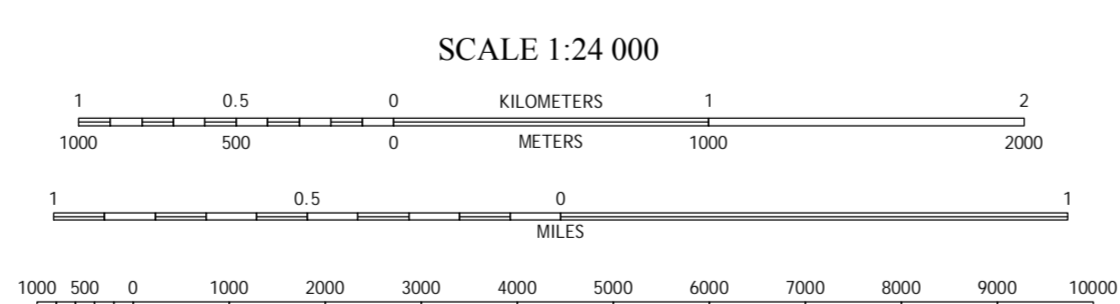 SCALE 1:24 000
1 0.5 0 KILOMETERS 1 2
1000 500 0 METERS 1000 2000
1 0.5 0 1
MILES
1000 500 0 1000 2000 3000 4000 5000 6000 7000 8000 9000 10000